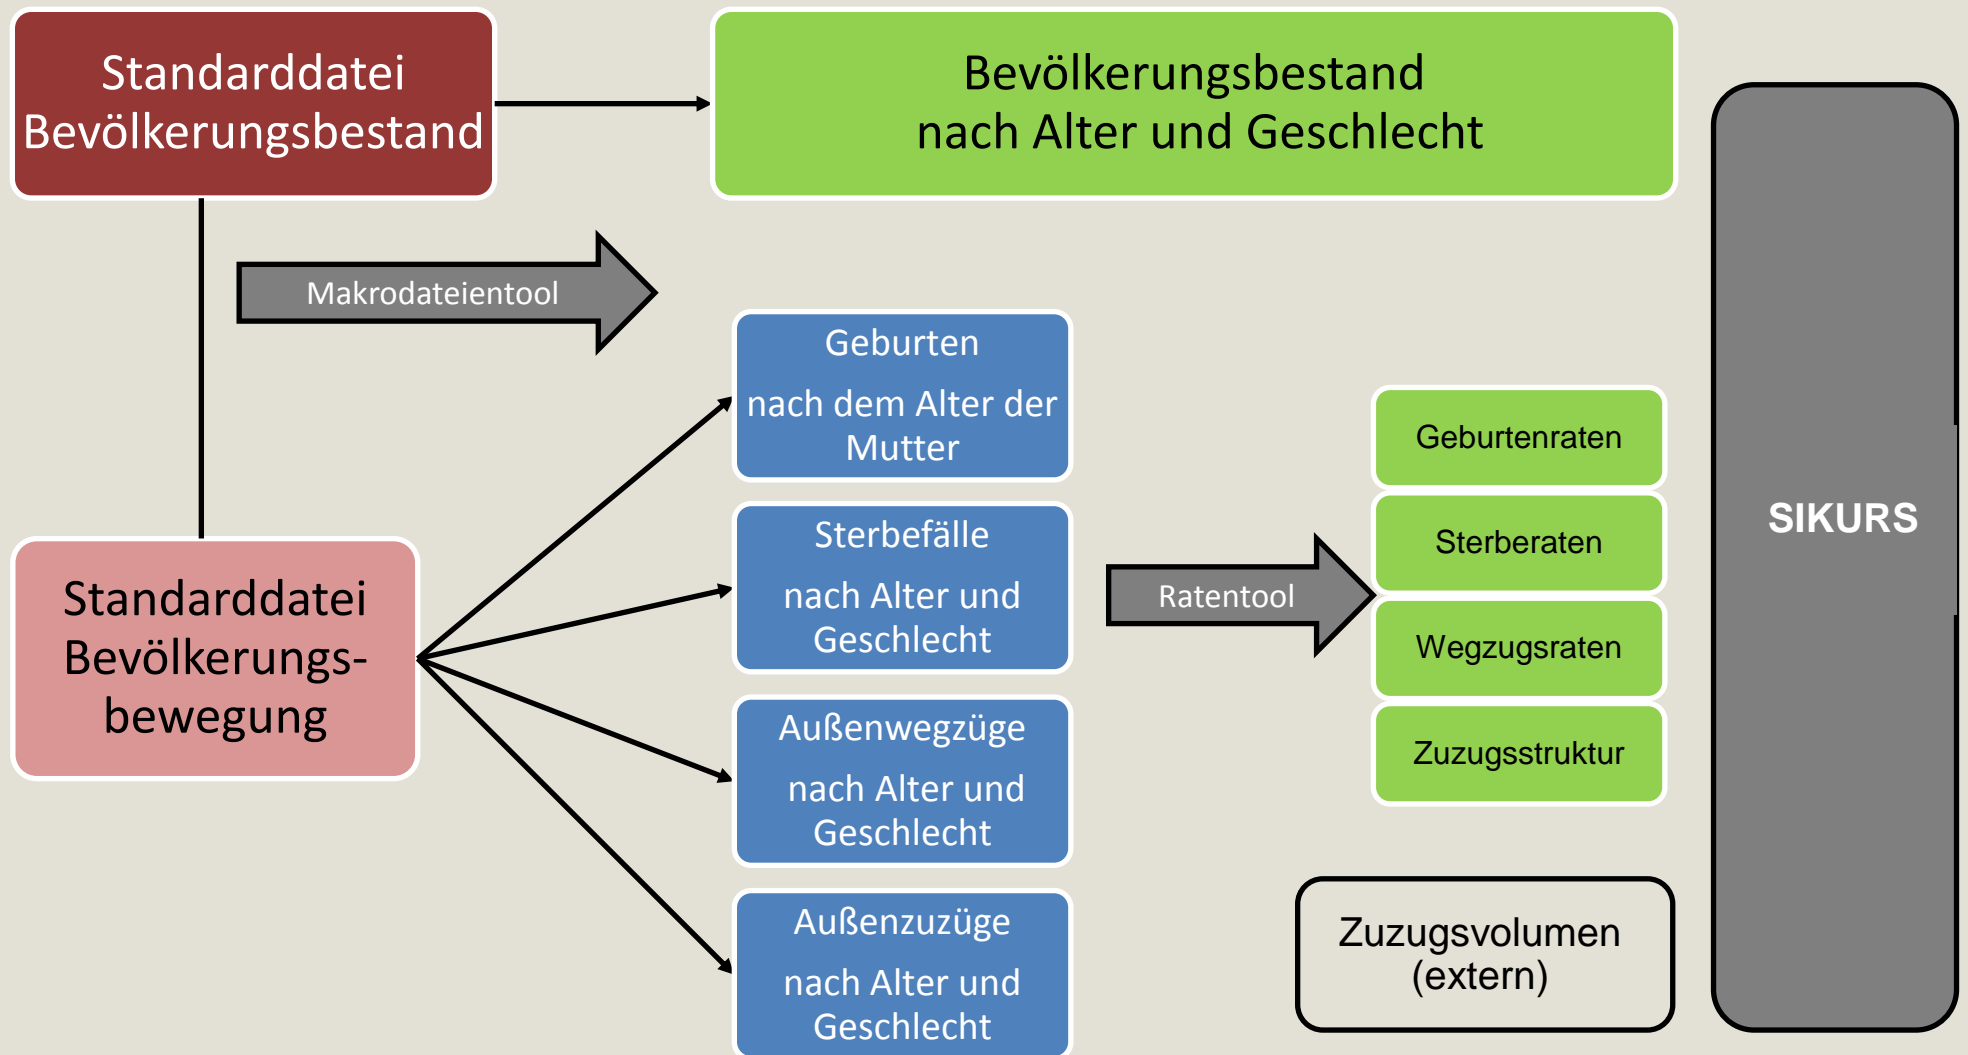 Standarddatei
Bevölkerungsbestand
Bevölkerungsbestand
nach Alter und Geschlecht
Makrodateientool
Standarddatei
Bevölkerungs-
bewegung
Geburten
nach dem Alter der
Mutter
Sterbefälle
nach Alter und
Geschlecht
Außenwegzüge
nach Alter und
Geschlecht
Außenzuzüge
nach Alter und
Geschlecht
Ratentool
Geburtenraten
Sterberaten
Wegzugsraten
Zuzugsstruktur
Zuzugsvolumen
(extern)
SIKURS